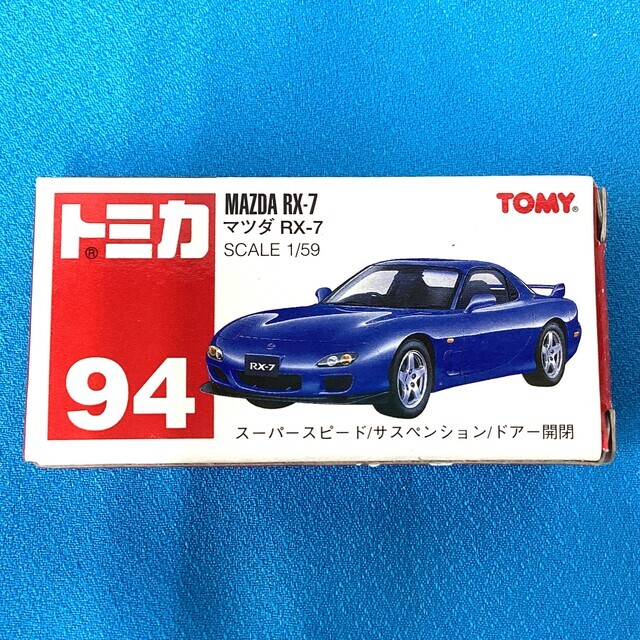 トミカ®
94
MAZDA RX-7
マツダ RX-7
SCALE 1/59
TOMY®
RX-7
スーパースピード/サスペンション/ドアー開閉